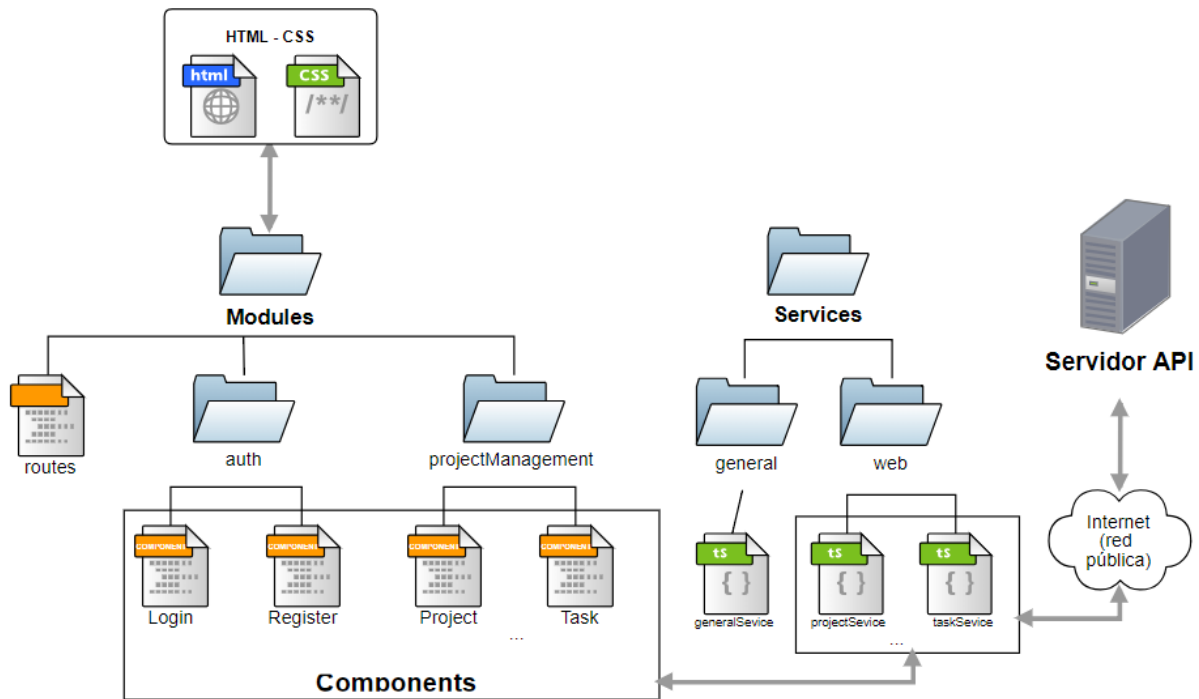 HTML - CSS
html
CSS
/**/
Modules
Services
Servidor API
routes
auth
projectManagement
general
web
Internet
(red
pública)
COMPONENT
COMPONENT
COMPONENT
COMPONENT
tS
{ }
tS
{ }
tS
{ }
Login
Register
Project
Task
...
generalSevice
projectSevice
taskSevice
...
Components